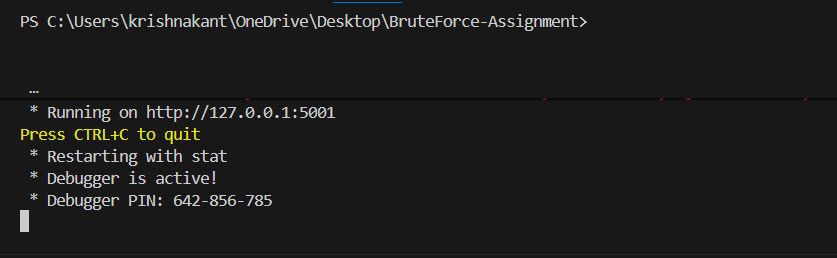 PS C:\Users\krishnakant\OneDrive\Desktop\BruteForce-Assignment>
…
* Running on http://127.0.0.1:5001
Press CTRL+C to quit
* Restarting with stat
* Debugger is active!
* Debugger PIN: 642-856-785